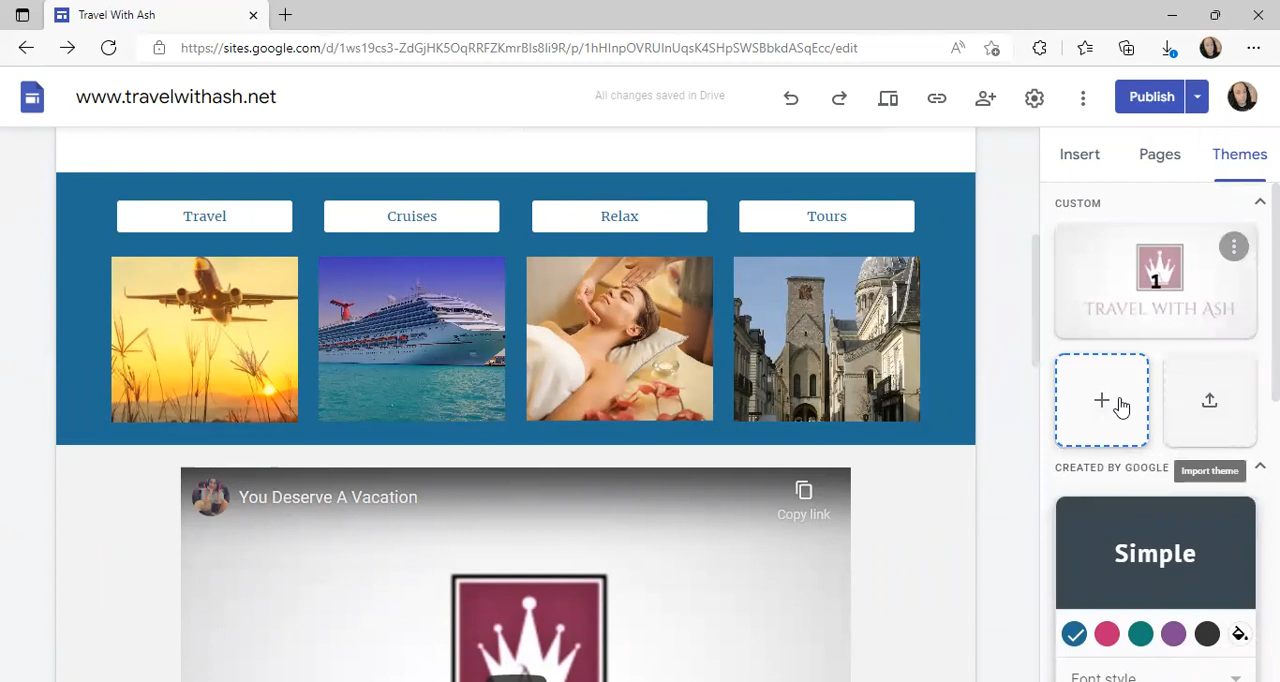 Travel With Ash
https://sites.google.com/d/1ws19cs3-ZdGjHK5OqRRFZKmrBls8li9R/p/1hHInpOVRUInUqsK4SHpSWSBbkdASqEcc/edit
www.travelwithash.net
All changes saved in Drive
Publish
Insert
Pages
Themes
CUSTOM
1
TRAVEL WITH ASH
Travel
Cruises
Relax
Tours
CREATED BY GOOGLE
Import theme
You Deserve A Vacation
Copy link
Simple
Font style